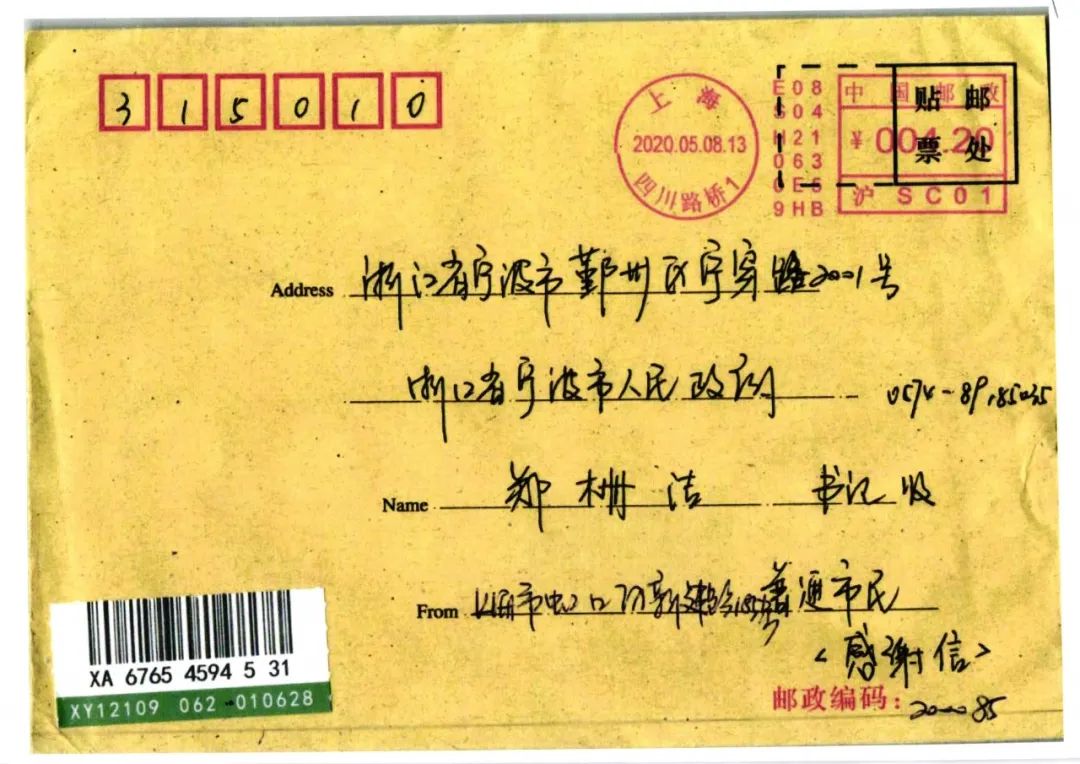 315010
上海
2020.05.08.13
四川路桥1
E08
S04
H21
063
0E6
9HB
中国邮政
¥ 004.20
沪 SC01
贴邮
票处
Address 浙江省宁波市鄞州区宁穿路2001号
浙江省宁波市人民政府
0574-89185035
Name 郑栅洁 书记 收
From 上海市虹口区 普通市民
<感谢信>
邮政编码: 200085
XA 6765 4594 5 31
XY12109 062 010628